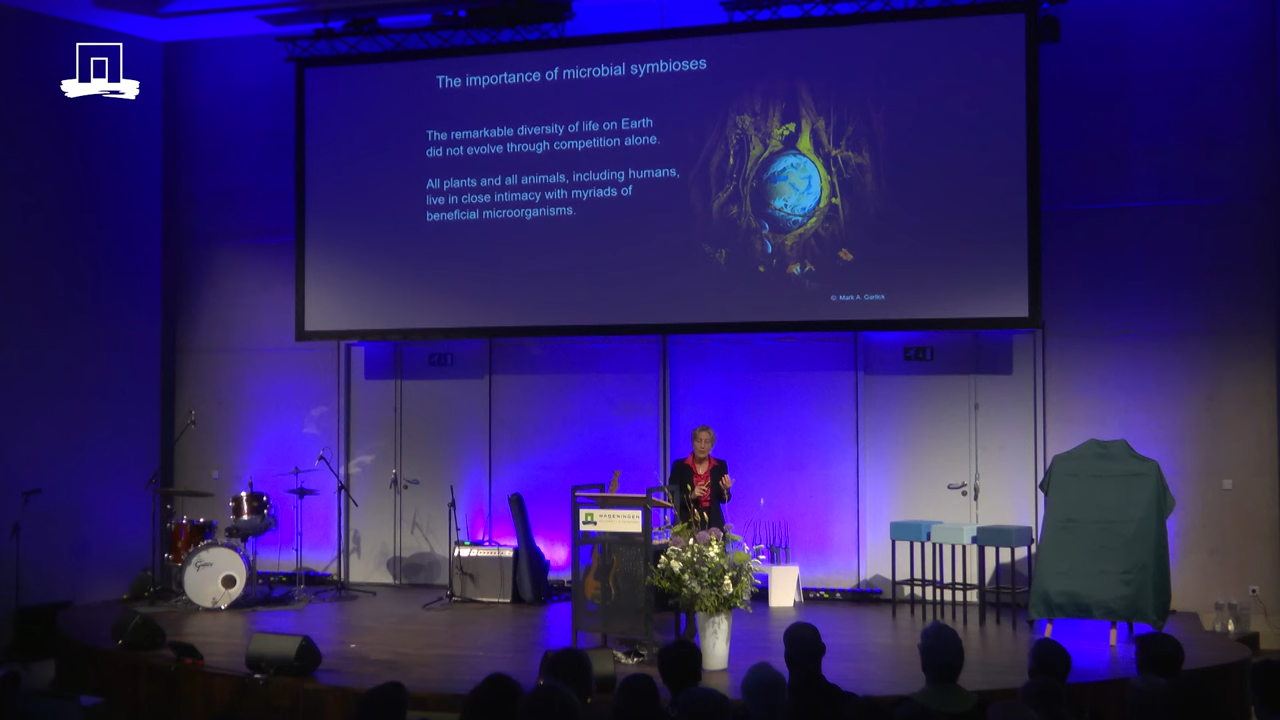 The importance of microbial symbioses
The remarkable diversity of life on Earth
did not evolve through competition alone.
All plants and all animals, including humans,
live in close intimacy with myriads of
beneficial microorganisms.
©. Mark A. Garlick
WAGENINGEN
Gretsch